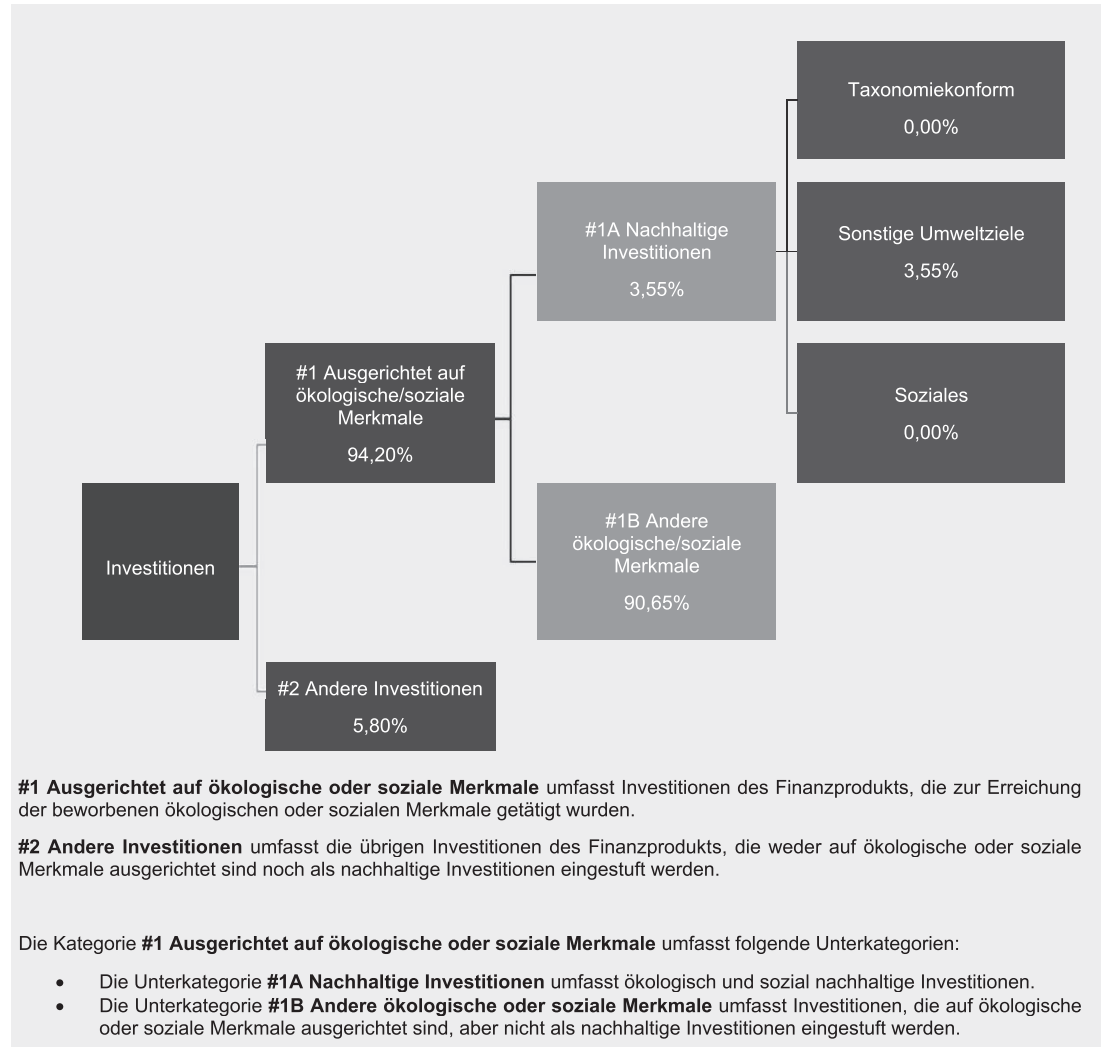 Taxonomiekonform
0,00%
#1A Nachhaltige
Investitionen
3,55%
Sonstige Umweltziele
3,55%
#1 Ausgerichtet auf
ökologische/soziale
Merkmale
94,20%
Soziales
0,00%
Investitionen
#1B Andere
ökologische/soziale
Merkmale
90,65%
#2 Andere Investitionen
5,80%
#1 Ausgerichtet auf ökologische oder soziale Merkmale umfasst Investitionen des Finanzprodukts, die zur Erreichung
der beworbenen ökologischen oder sozialen Merkmale getätigt wurden.
#2 Andere Investitionen umfasst die übrigen Investitionen des Finanzprodukts, die weder auf ökologische oder soziale
Merkmale ausgerichtet sind noch als nachhaltige Investitionen eingestuft werden.
Die Kategorie #1 Ausgerichtet auf ökologische oder soziale Merkmale umfasst folgende Unterkategorien:
• Die Unterkategorie #1A Nachhaltige Investitionen umfasst ökologisch und sozial nachhaltige Investitionen.
• Die Unterkategorie #1B Andere ökologische oder soziale Merkmale umfasst Investitionen, die auf ökologische
oder soziale Merkmale ausgerichtet sind, aber nicht als nachhaltige Investitionen eingestuft werden.